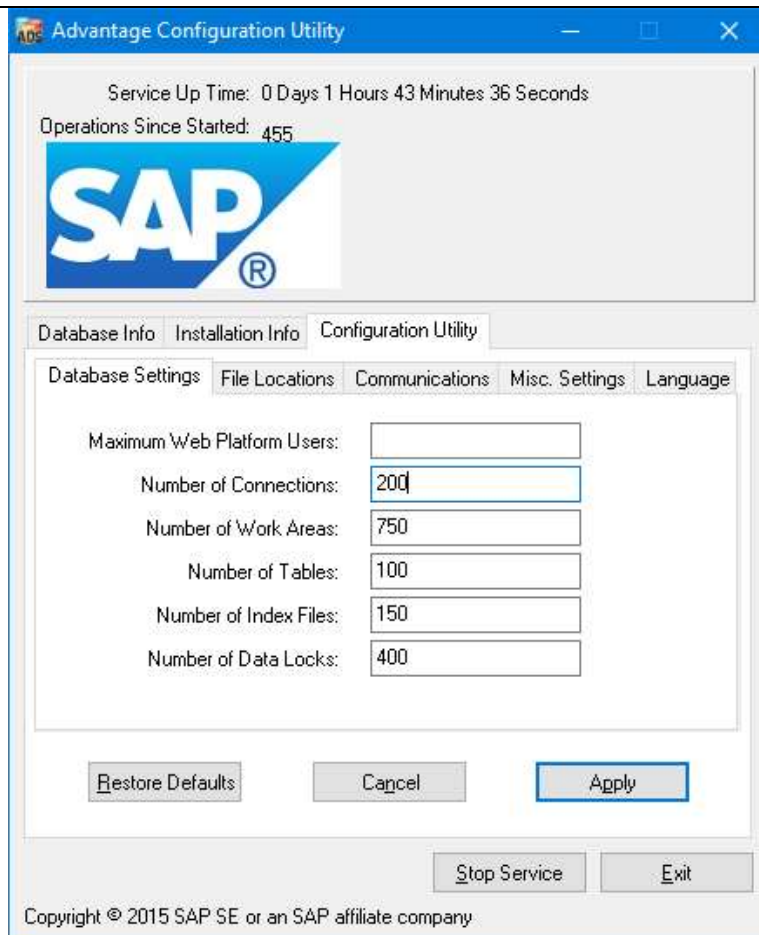 Advantage Configuration Utility
Service Up Time: 0 Days 1 Hours 43 Minutes 36 Seconds
Operations Since Started: 455
SAP ®
Database Info Installation Info Configuration Utility
Database Settings File Locations Communications Misc. Settings Language
Maximum Web Platform Users:
Number of Connections: 200
Number of Work Areas: 750
Number of Tables: 100
Number of Index Files: 150
Number of Data Locks: 400
Restore Defaults Cancel Apply
Stop Service Exit
Copyright © 2015 SAP SE or an SAP affiliate company